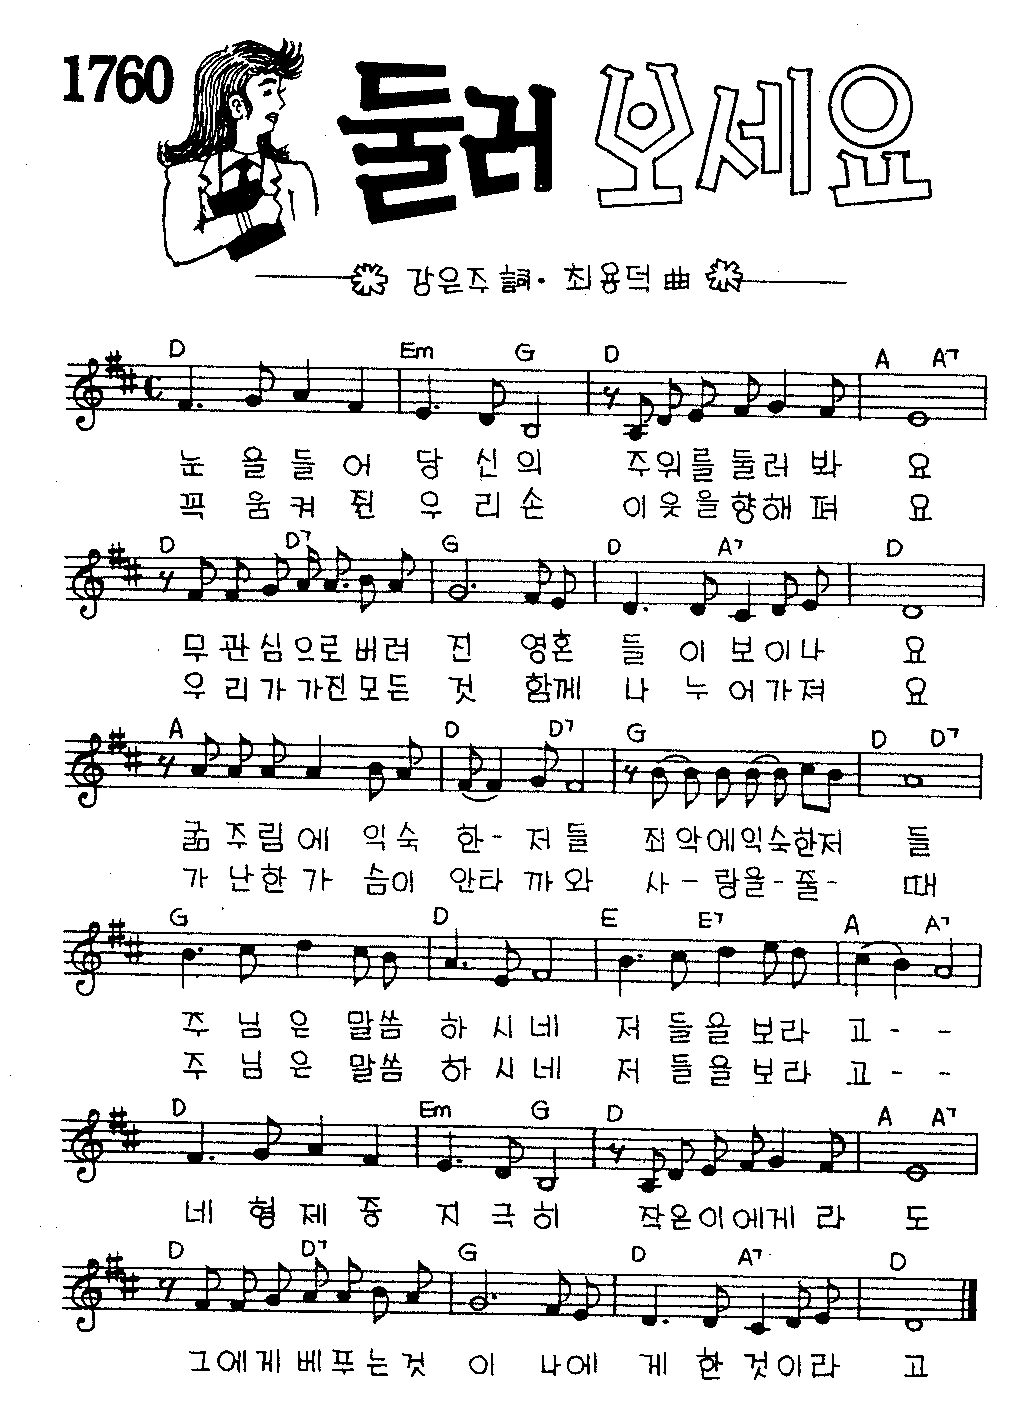 1760
둘러 보세요
강은주 詞 · 최용덕 曲
D Em G D A A7
눈 을 들 어 당 신 의 주위를둘러 봐 요
꼭 움 켜 쥔 우 리 손 이웃을향해 펴 요
D D7 G D A7 D
무관심으로버려 진 영혼 들 이 보이나 요
우리가가진모든 것 함께 나 누어가져 요
A D D7 G D D7
굶주림에 익숙 한- 저들 죄악에익숙한저 들
가난한가 슴이 안타까와 사-랑을-줄- 때
G D E E7 A A7
주 님 은 말씀 하 시 네 저 들을보라 고 - -
주 님 은 말씀 하 시 네 저 들을보라 고 - -
D Em G D A A7
네 형 제 중 지 극 히 작은이에게 라 도
D D7 G D A7 D
그에게베푸는것 이 나에 게 한 것이라 고